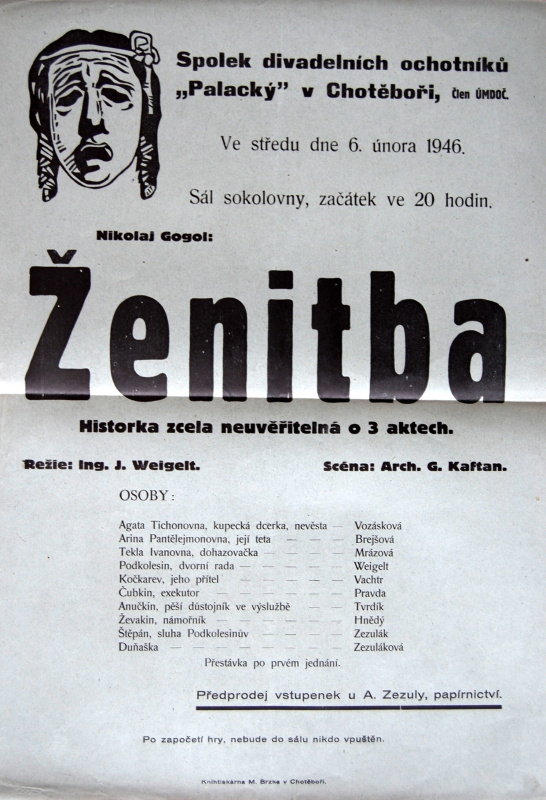 Spolek divadelních ochotníků
„Palacký” v Chotěboři, člen ÚMDOČ.
Ve středu dne 6. února 1946.
Sál sokolovny, začátek ve 20 hodin.
Nikolaj Gogol:
Ženitba
Historka zcela neuvěřitelná o 3 aktech.
Režie: Ing. J. Weigelt. Scéna: Arch. G. Kaftan.
OSOBY:
Agata Tichonovna, kupecká dcerka, nevěsta — Vozásková
Arina Pantělejmonovna, její teta — — — Brejšová
Tekla Ivanovna, dohazovačka — — — — Mrázová
Podkolesin, dvorní rada — — — — — Weigelt
Kočkarev, jeho přítel — — — — — Vachtr
Čubkin, exekutor — — — — — — Pravda
Anučkin, pěší důstojník ve výslužbě — — Tvrdík
Ževakin, námořník — — — — — — Hnědý
Štěpán, sluha Podkolesinův — — — — Zezulák
Duňaška — — — — — — — Zezuláková
Přestávka po prvém jednání.
Předprodej vstupenek u A. Zezuly, papírnictví.
Po započetí hry, nebude do sálu nikdo vpuštěn.
Knihtiskárna M. Brzka v Chotěboři.